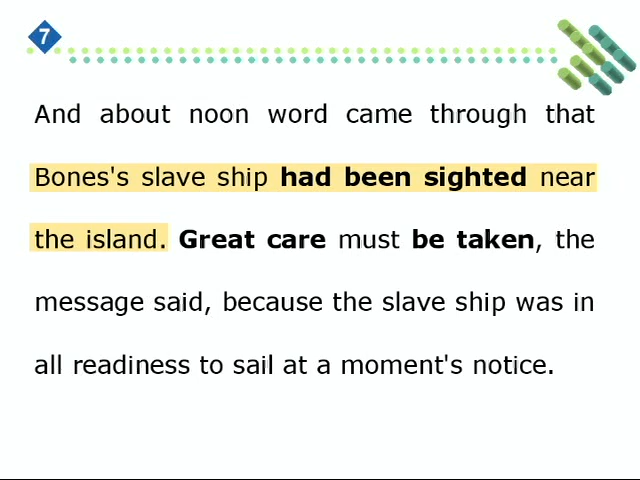 7
And about noon word came through that
Bones's slave ship had been sighted near
the island. Great care must be taken, the
message said, because the slave ship was in
all readiness to sail at a moment's notice.